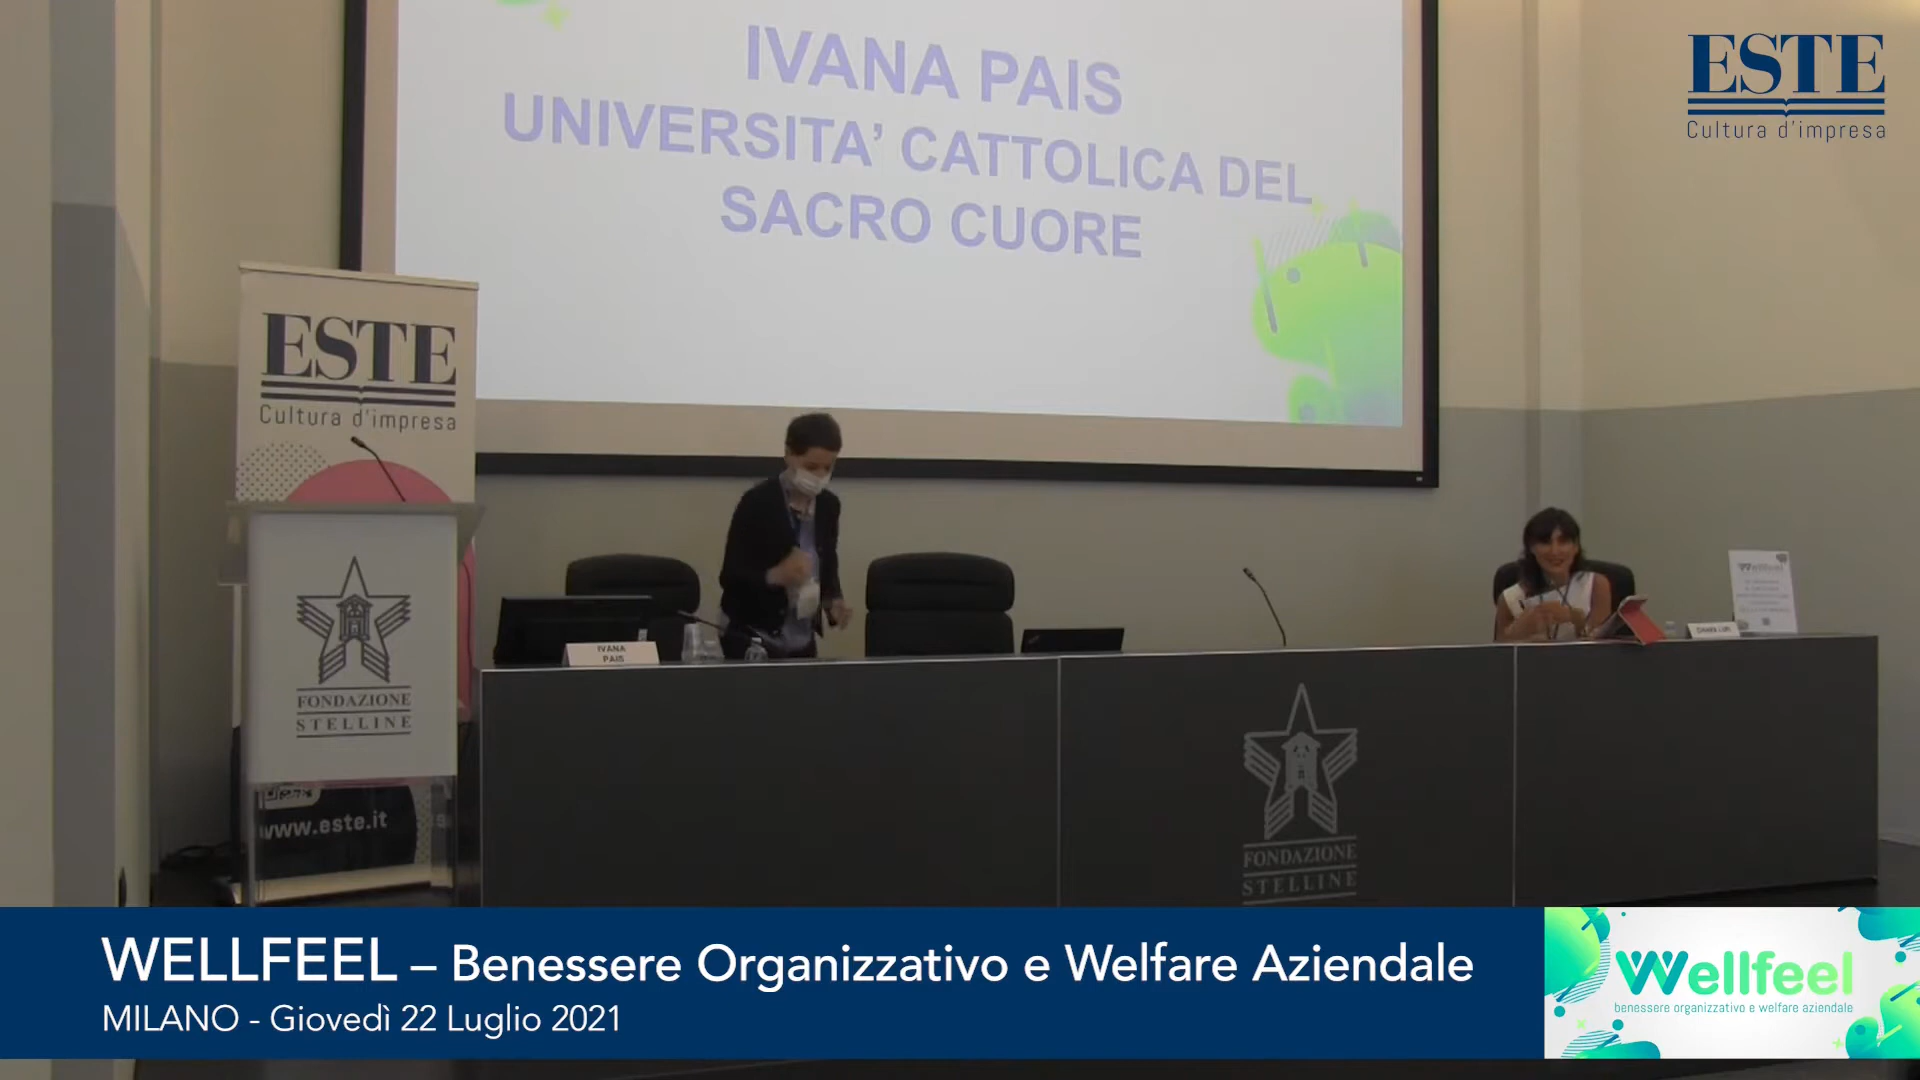 IVANA PAIS
UNIVERSITA' CATTOLICA DEL
SACRO CUORE
ESTE
Cultura d'impresa
ESTE
Cultura d'impresa
FONDAZIONE
STELLINE
www.este.it
IVANA
PAIS
Wellfeel
FONDAZIONE
STELLINE
WELLFEEL – Benessere Organizzativo e Welfare Aziendale
MILANO - Giovedì 22 Luglio 2021
Wellfeel
benessere organizzativo e welfare aziendale